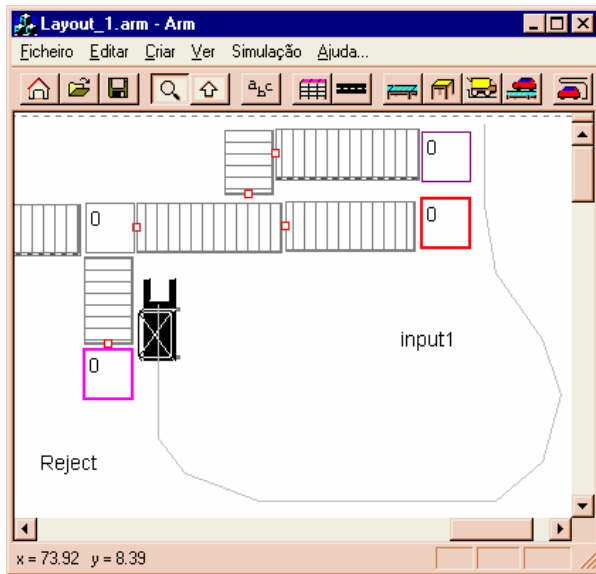 Layout_1.arm - Arm
Ficheiro Editar Criar Ver Simulação Ajuda...
abc
0
0 0
input1
0
Reject
x = 73.92 y = 8.39